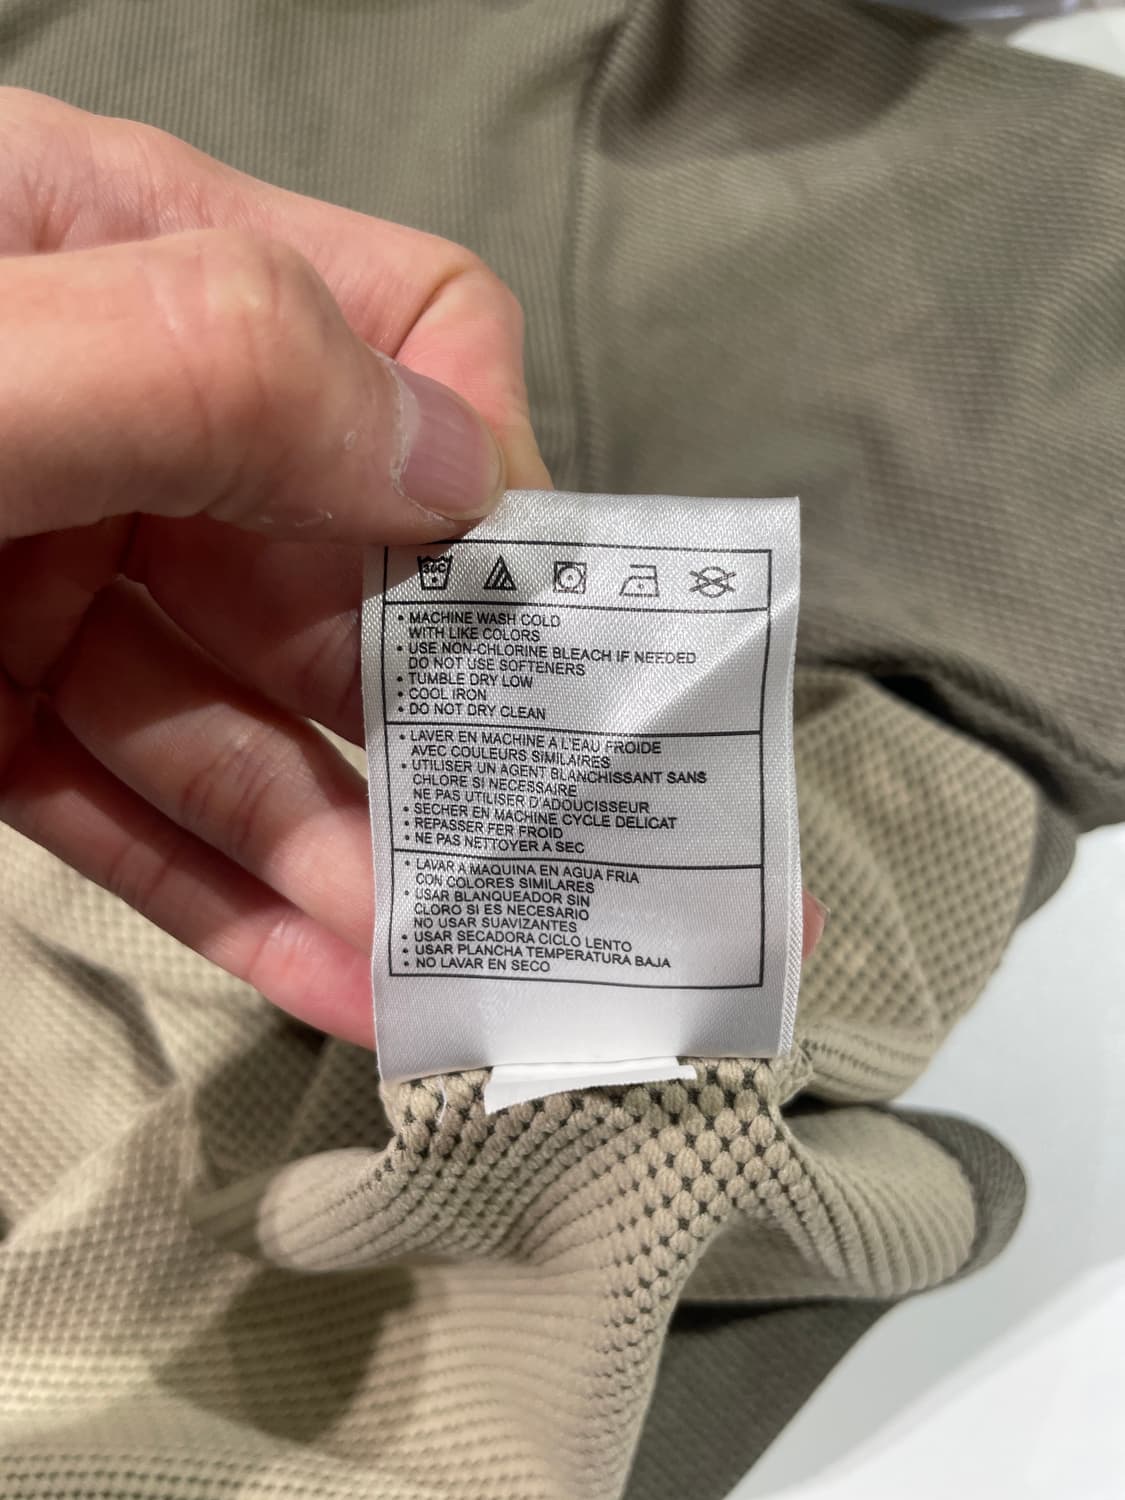 30C
• MACHINE WASH COLD
WITH LIKE COLORS
• USE NON-CHLORINE BLEACH IF NEEDED
DO NOT USE SOFTENERS
• TUMBLE DRY LOW
• COOL IRON
• DO NOT DRY CLEAN
• LAVER EN MACHINE A L'EAU FROIDE
AVEC COULEURS SIMILAIRES
• UTILISER UN AGENT BLANCHISSANT SANS
CHLORE SI NECESSAIRE
NE PAS UTILISER D'ADOUCISSEUR
• SECHER EN MACHINE CYCLE DELICAT
• REPASSER FER FROID
• NE PAS NETTOYER A SEC
• LAVAR A MAQUINA EN AGUA FRIA
CON COLORES SIMILARES
• USAR BLANQUEADOR SIN
CLORO SI ES NECESARIO
NO USAR SUAVIZANTES
• USAR SECADORA CICLO LENTO
• USAR PLANCHA TEMPERATURA BAJA
• NO LAVAR EN SECO